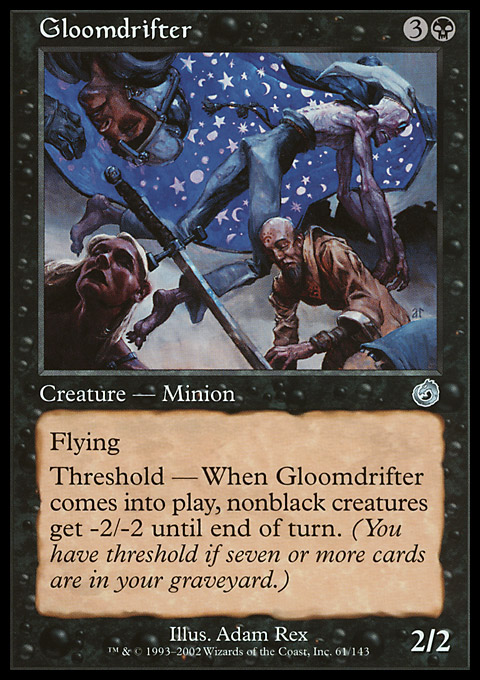 Gloomdrifter 3
ar
Creature — Minion
Flying
Threshold — When Gloomdrifter
comes into play, nonblack creatures
get -2/-2 until end of turn. (You
have threshold if seven or more cards
are in your graveyard.)
Illus. Adam Rex
™ & © 1993-2002 Wizards of the Coast, Inc. 61/143
2/2